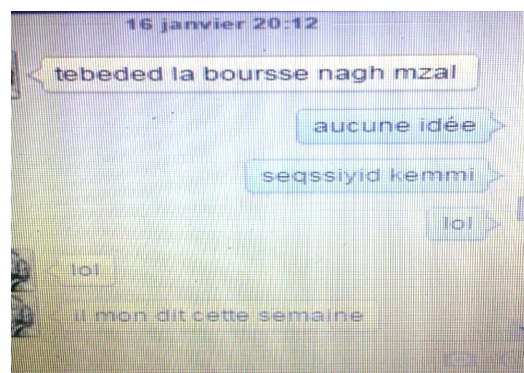 16 janvier 20:12
tebeded la boursse nagh mzal
aucune idée
seqssiyid kemmi
lol
lol
il mon dit cette semaine